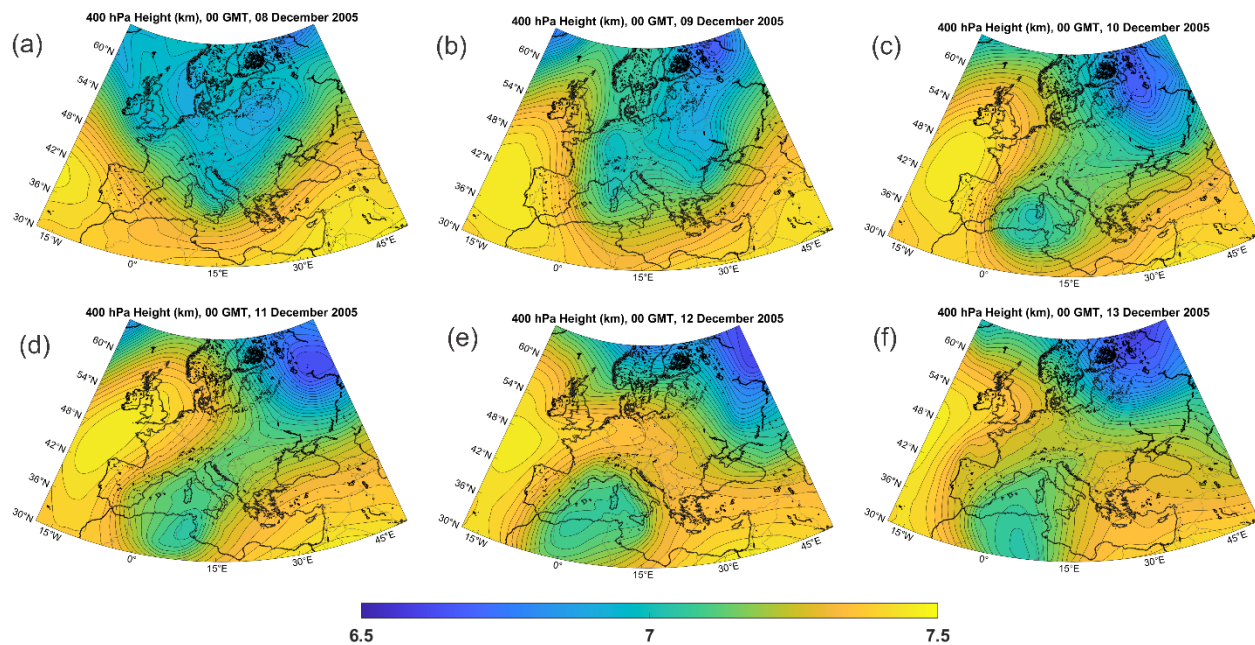 400 hPa Height (km), 00 GMT, 08 December 2005
(a)
60°N
54°N
48°N
42°N
36°N
30°N
15°W
0°
15°E
30°E
45°E
400 hPa Height (km), 00 GMT, 09 December 2005
(b)
60°N
54°N
48°N
42°N
36°N
30°N
15°W
0°
15°E
30°E
45°E
400 hPa Height (km), 00 GMT, 10 December 2005
(c)
60°N
54°N
48°N
42°N
36°N
30°N
15°W
0°
15°E
30°E
45°E
400 hPa Height (km), 00 GMT, 11 December 2005
(d)
60°N
54°N
48°N
42°N
36°N
30°N
15°W
0°
15°E
30°E
45°E
400 hPa Height (km), 00 GMT, 12 December 2005
(e)
60°N
54°N
48°N
42°N
36°N
30°N
15°W
0°
15°E
30°E
45°E
400 hPa Height (km), 00 GMT, 13 December 2005
(f)
60°N
54°N
48°N
42°N
36°N
30°N
15°W
0°
15°E
30°E
45°E
6.5
7
7.5